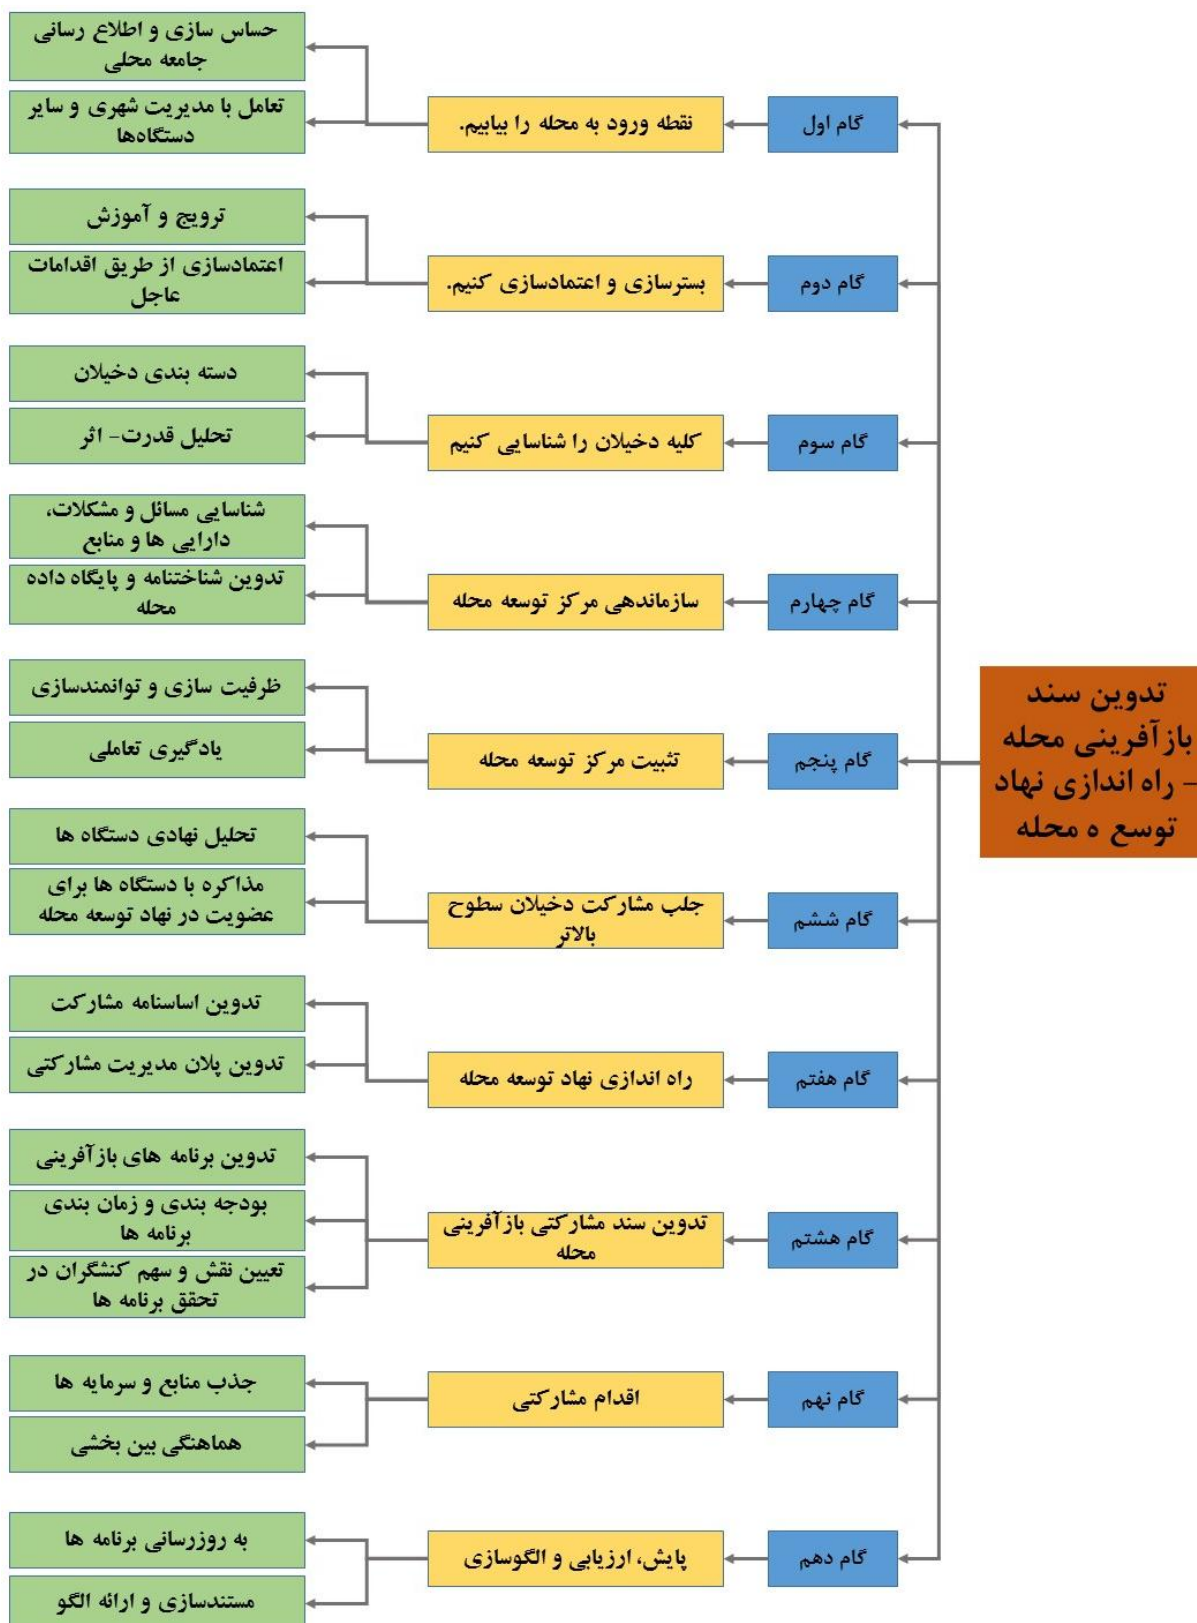 تدوین سند
بازآفرینی محله
– راه اندازی نهاد
توسع ه محله
گام اول
نقطه ورود به محله را بیابیم.
حساس سازی و اطلاع رسانی
جامعه محلی
تعامل با مدیریت شهری و سایر
دستگاه‌ها
گام دوم
بسترسازی و اعتمادسازی کنیم.
ترویج و آموزش
اعتمادسازی از طریق اقدامات
عاجل
گام سوم
کلیه دخیلان را شناسایی کنیم
دسته بندی دخیلان
تحلیل قدرت- اثر
گام چهارم
سازماندهی مرکز توسعه محله
شناسایی مسائل و مشکلات،
دارایی ها و منابع
تدوین شناختنامه و پایگاه داده
محله
گام پنجم
تثبیت مرکز توسعه محله
ظرفیت سازی و توانمندسازی
یادگیری تعاملی
گام ششم
جلب مشارکت دخیلان سطوح
بالاتر
تحلیل نهادی دستگاه ها
مذاکره با دستگاه ها برای
عضویت در نهاد توسعه محله
گام هفتم
راه اندازی نهاد توسعه محله
تدوین اساسنامه مشارکت
تدوین پلان مدیریت مشارکتی
گام هشتم
تدوین سند مشارکتی بازآفرینی
محله
تدوین برنامه های بازآفرینی
بودجه بندی و زمان بندی
برنامه ها
تعیین نقش و سهم کنشگران در
تحقق برنامه ها
گام نهم
اقدام مشارکتی
جذب منابع و سرمایه ها
هماهنگی بین بخشی
گام دهم
پایش، ارزیابی و الگوسازی
به روزرسانی برنامه ها
مستندسازی و ارائه الگو